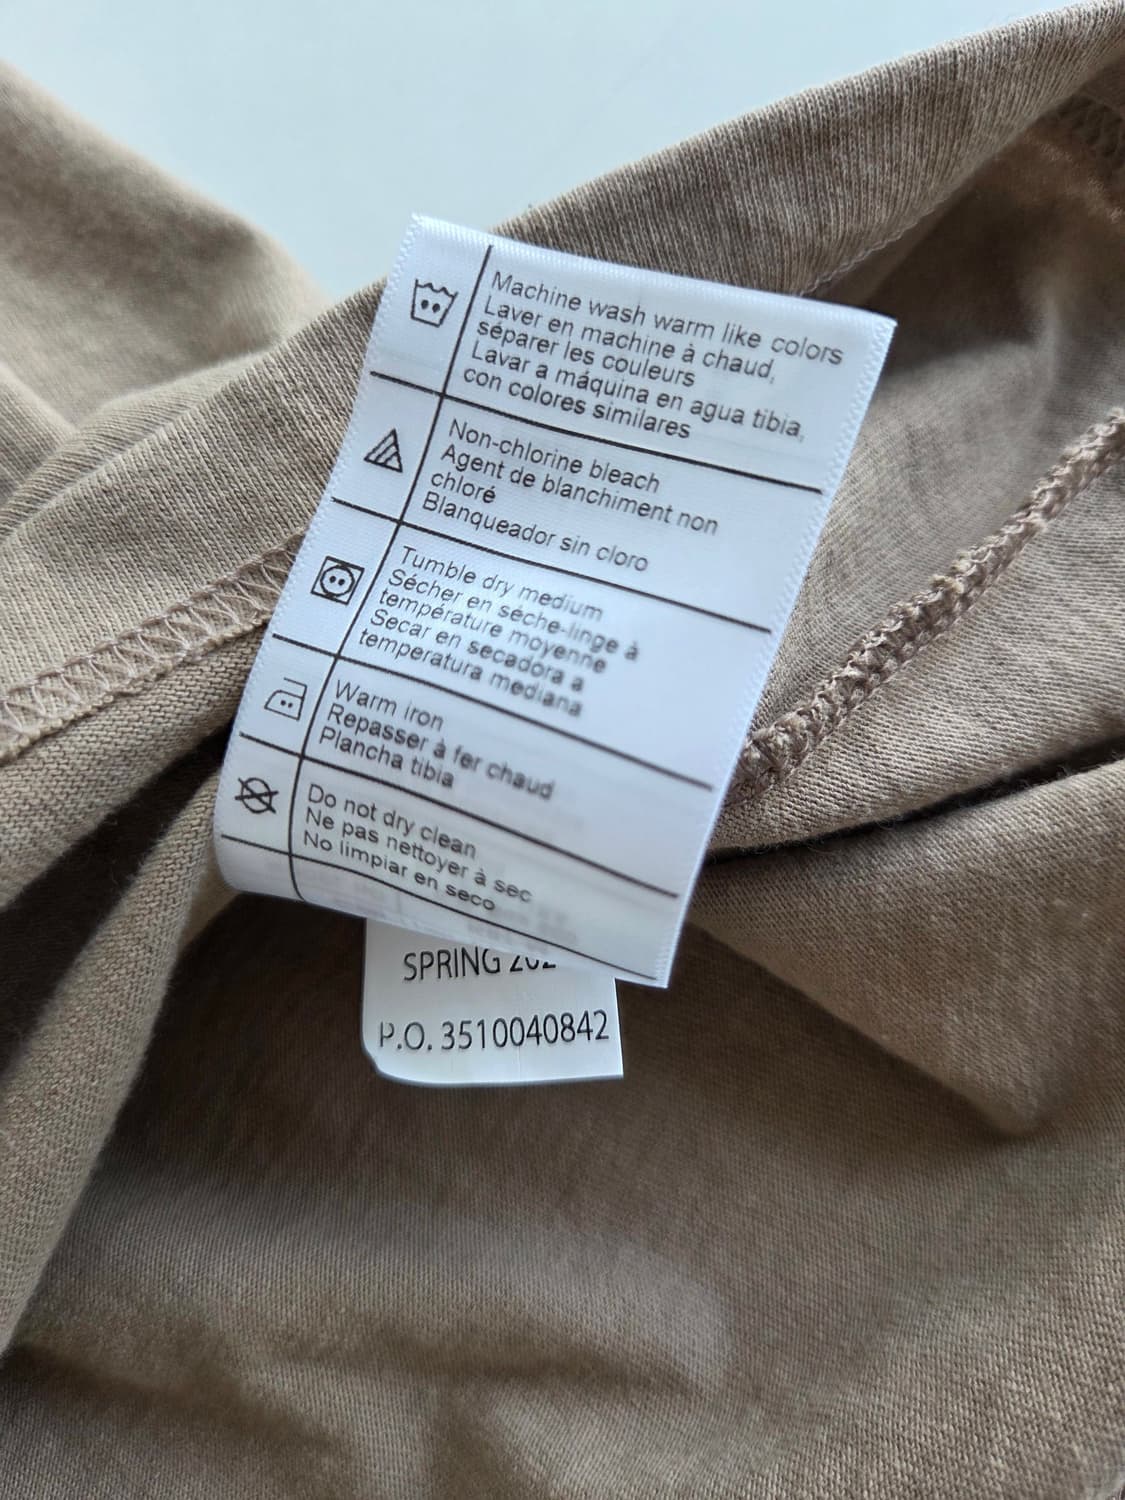 Machine wash warm like colors
Laver en machine à chaud,
séparer les couleurs
Lavar a máquina en agua tibia,
con colores similares
Non-chlorine bleach
Agent de blanchiment non
chloré
Blanqueador sin cloro
Tumble dry medium
Sécher en sèche-linge à
température moyenne
Secar en secadora a
temperatura mediana
Warm iron
Repasser à fer chaud
Plancha tibia
Do not dry clean
Ne pas nettoyer à sec
No limpiar en seco
SPRING
P.O. 3510040842